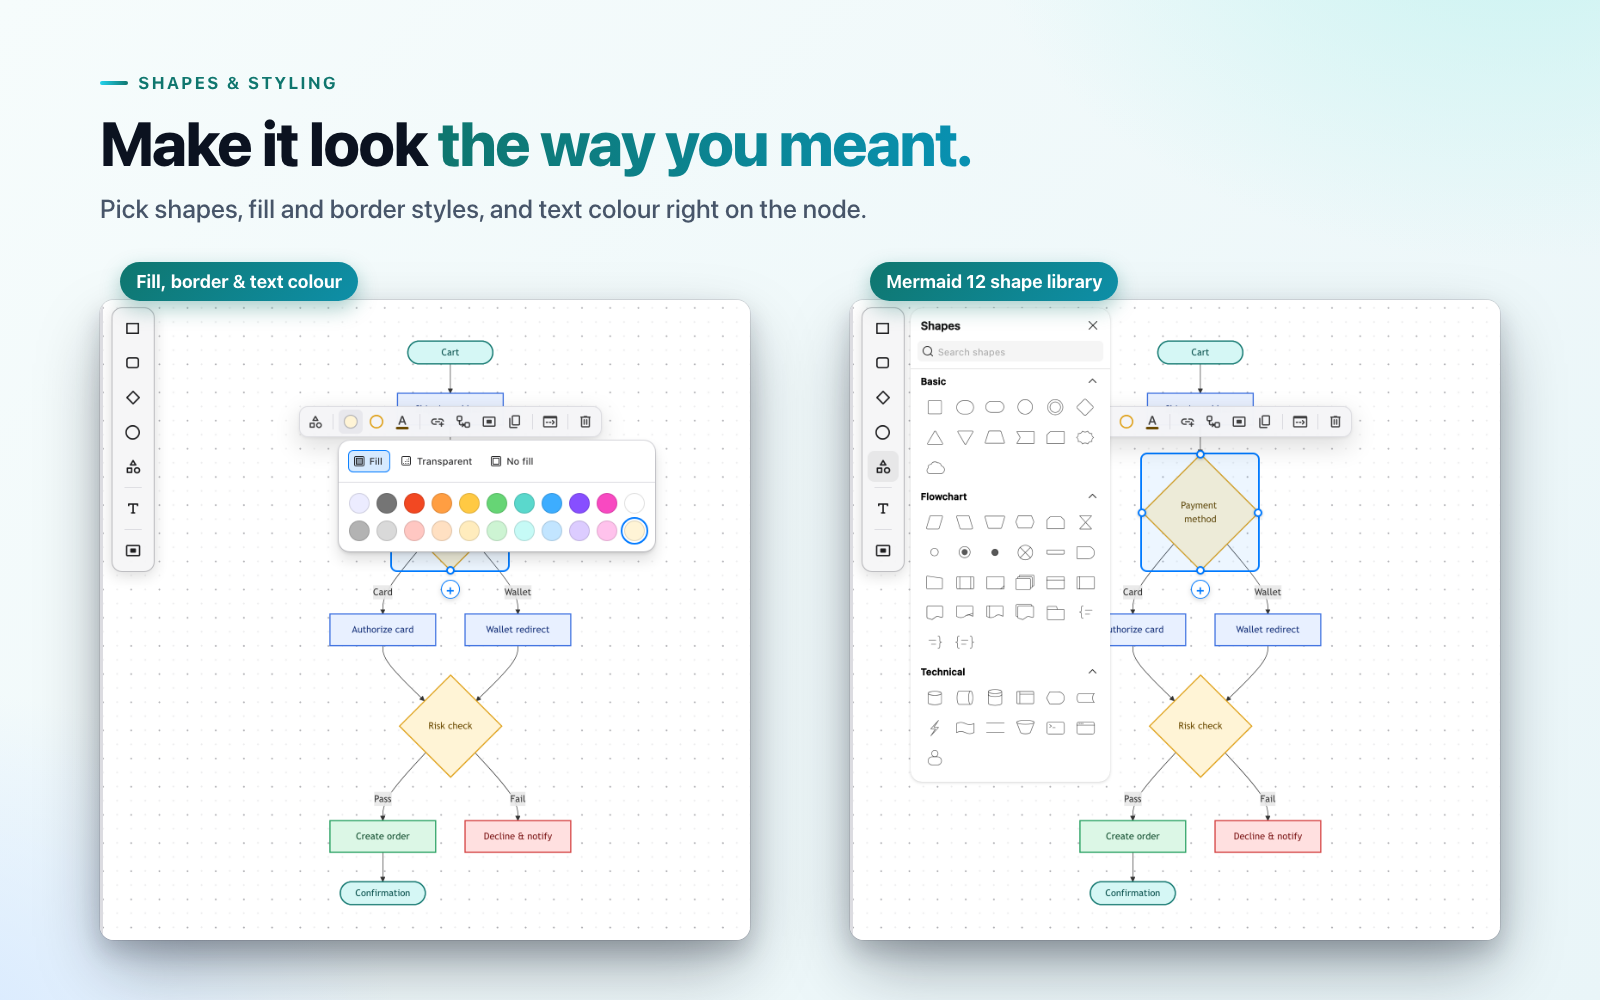 SHAPES & STYLING
Make it look the way you meant.
Pick shapes, fill and border styles, and text colour right on the node.
Fill, border & text colour
Cart
A
Fill
Transparent
No fill
T
Card
Wallet
Authorize card
Wallet redirect
Risk check
Pass
Fail
Create order
Decline & notify
Confirmation
Mermaid 12 shape library
Shapes
Search shapes
Basic
Flowchart
Technical
Cart
A
T
Payment
method
Card
Wallet
uthorize card
Wallet redirect
Risk check
Pass
Fail
Create order
Decline & notify
Confirmation